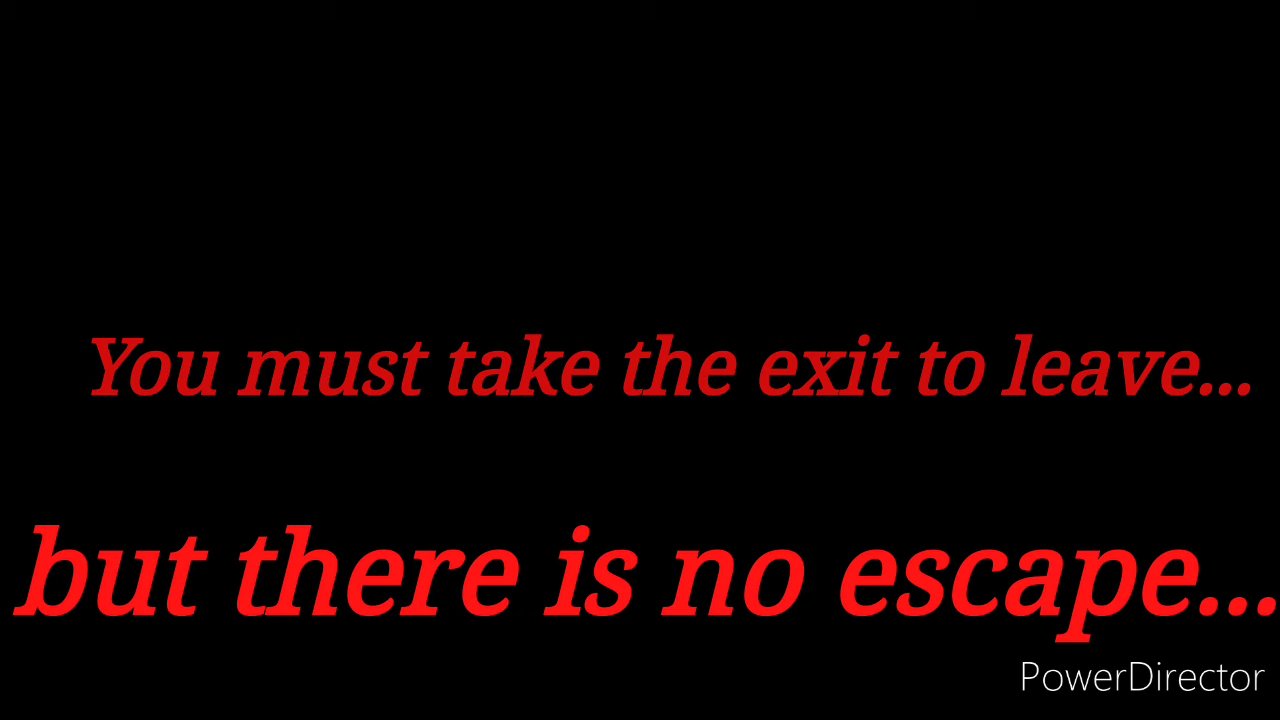 You must take the exit to leave...
but there is no escape...
PowerDirector